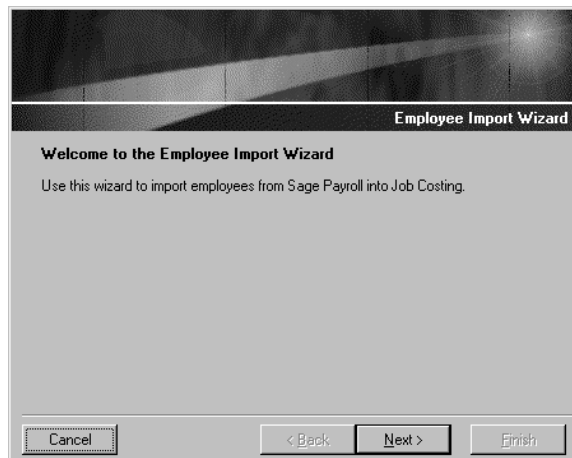 Employee Import Wizard
Welcome to the Employee Import Wizard
Use this wizard to import employees from Sage Payroll into Job Costing.
Cancel < Back Next > Finish